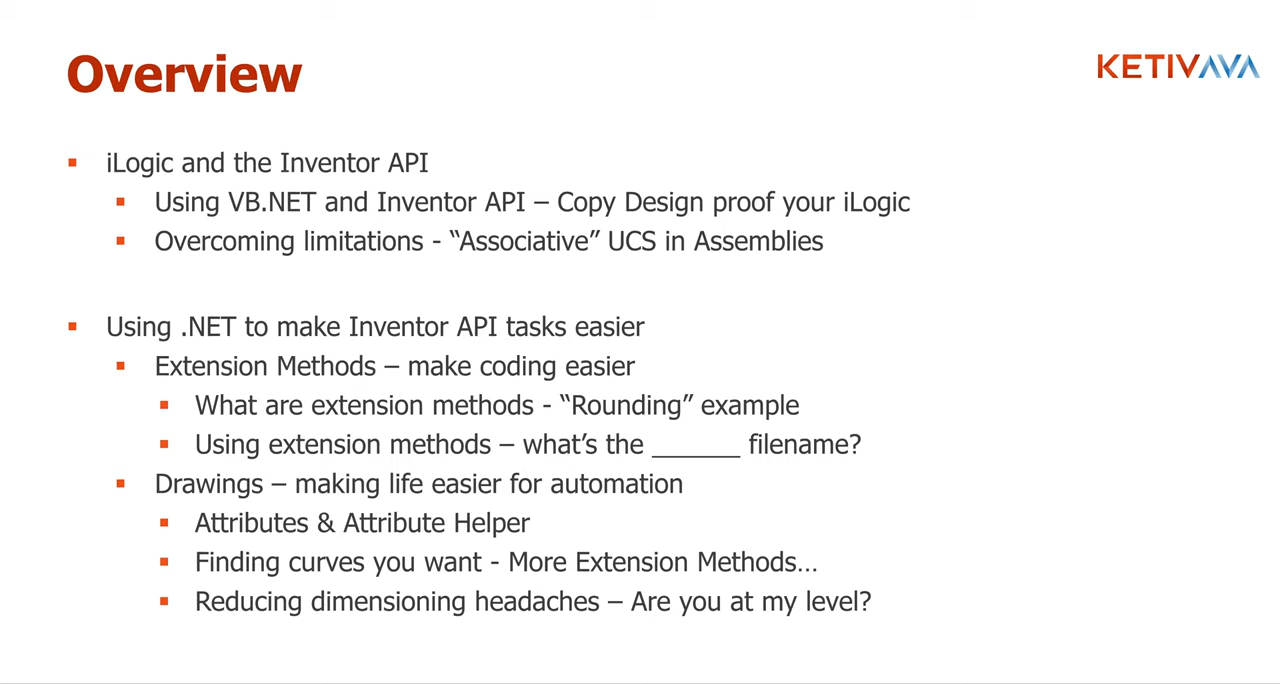 Overview
KETIVAVA
iLogic and the Inventor API
Using VB.NET and Inventor API – Copy Design proof your iLogic
Overcoming limitations - “Associative” UCS in Assemblies
Using .NET to make Inventor API tasks easier
Extension Methods – make coding easier
What are extension methods - “Rounding” example
Using extension methods – what’s the _______ filename?
Drawings – making life easier for automation
Attributes & Attribute Helper
Finding curves you want - More Extension Methods…
Reducing dimensioning headaches – Are you at my level?